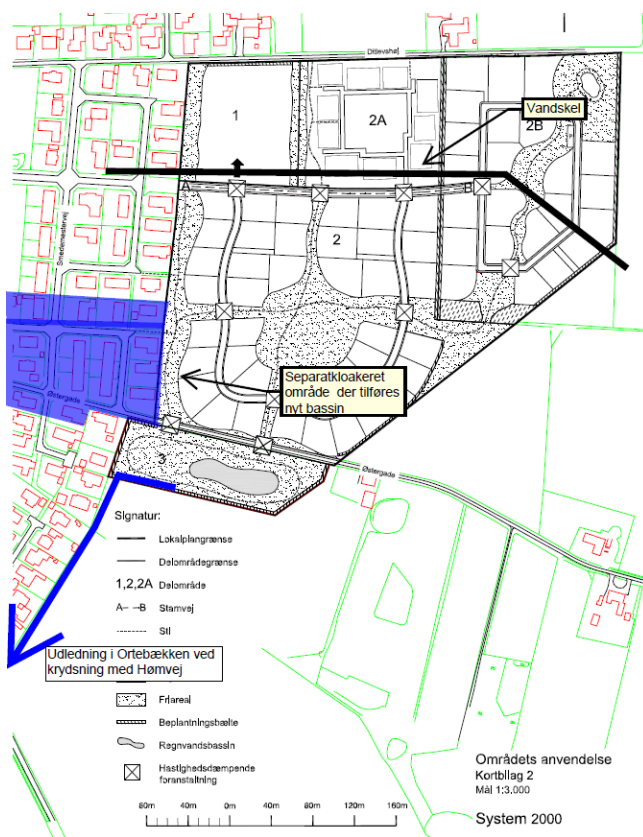 Ditlevshøj
1
2A
Vandskel
2B
A
B
Smedemestervej
2
Separatkloakeret
område der tilføres
nyt bassin
Østergade
3
Østergade
Signatur:
Lokalplangrænse
Delområdegrænse
1,2,2A Delområde
A- -B Stamvej
Sti
Udledning i Ortebækken ved
krydsning med Hømvej
Friareal
Beplantningsbælte
Regnvandsbassin
Hastighedsdæmpende
foranstaltning
Områdets anvendelse
Kortbilag 2
Mål 1:3.000
System 2000
80m 40m 0m 40m 80m 120m 160m